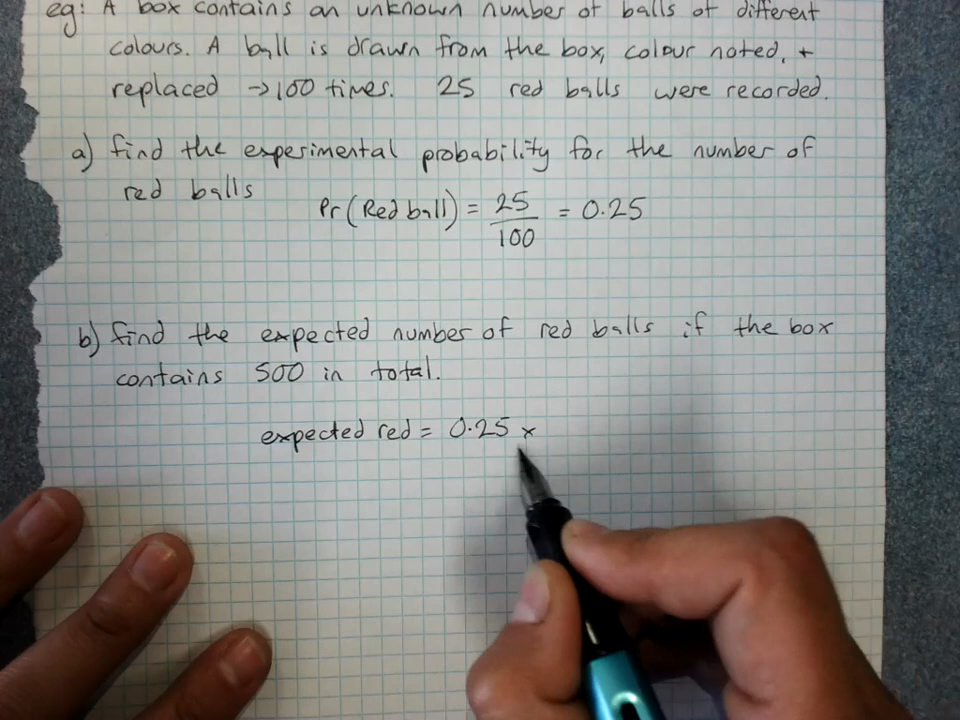 eg: A box contains an unknown number of balls of different
colours. A ball is drawn from the box, colour noted, +
replaced → 100 times. 25 red balls were recorded.
a) find the experimental probability for the number of
red balls
Pr(Red ball) = 25/100 = 0.25
b) find the expected number of red balls if the box
contains 500 in total.
expected red = 0.25 ×